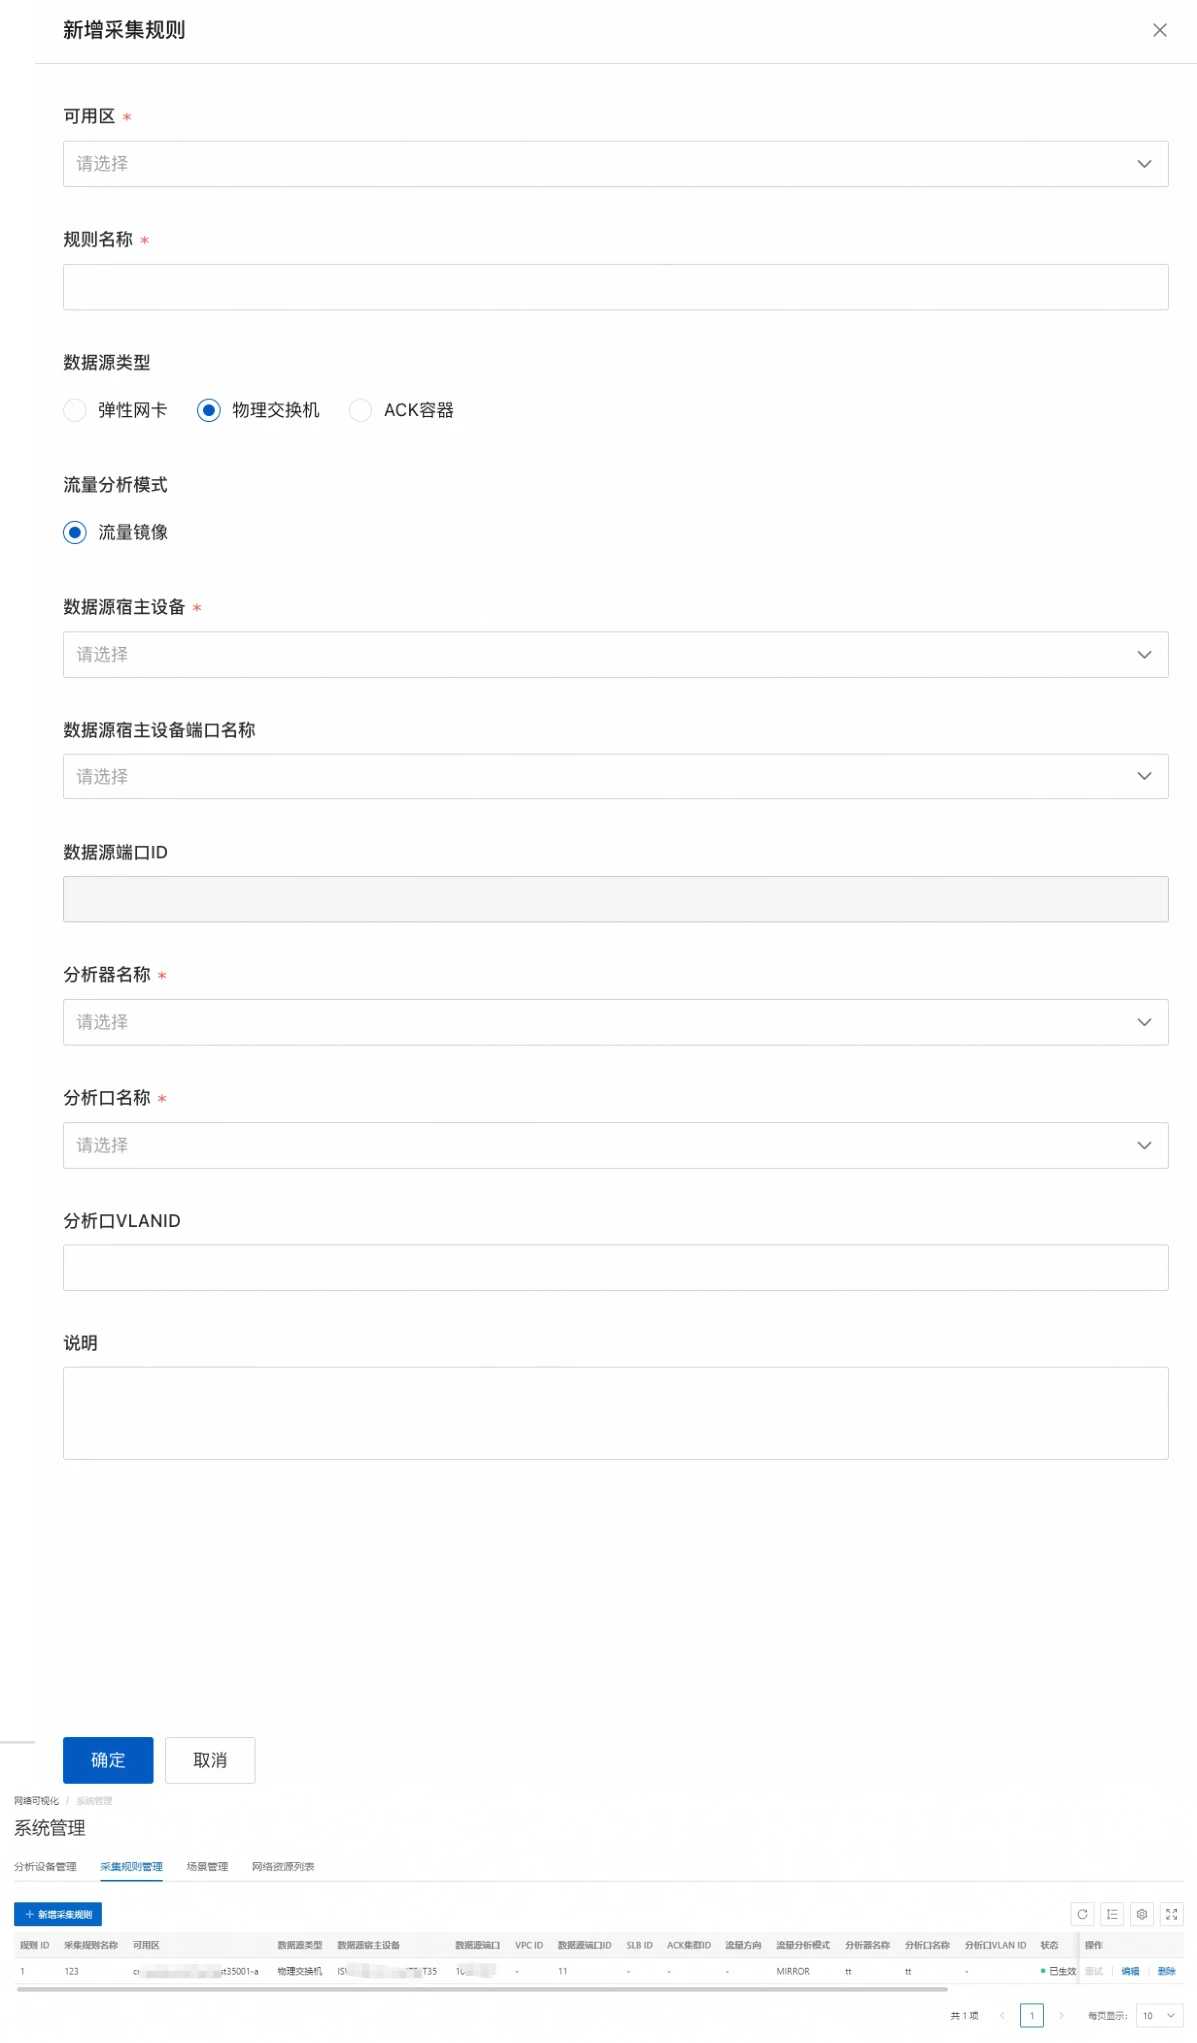 新增采集规则
可用区 *
请选择
规则名称 *
数据源类型
弹性网卡 物理交换机 ACK容器
流量分析模式
流量镜像
数据源宿主设备 *
请选择
数据源宿主设备端口名称
请选择
数据源端口ID
分析器名称 *
请选择
分析口名称 *
请选择
分析口VLANID
说明
确定 取消
网络可视化 / 系统管理
系统管理
分析设备管理 采集规则管理 场景管理 网络资源列表
+ 新增采集规则
规则 ID 采集规则名称 可用区 数据源类型 数据源宿主设备 数据源端口 VPC ID 数据源端口ID SLB ID ACK集群ID 流量方向 流量分析模式 分析器名称 分析口名称 分析口VLAN ID 状态 操作
1 123 st35001-a 物理交换机 T35 10 - 11 - - - MIRROR tt tt - 已生效 重试 编辑 删除
共 1 项 1 每页显示: 10